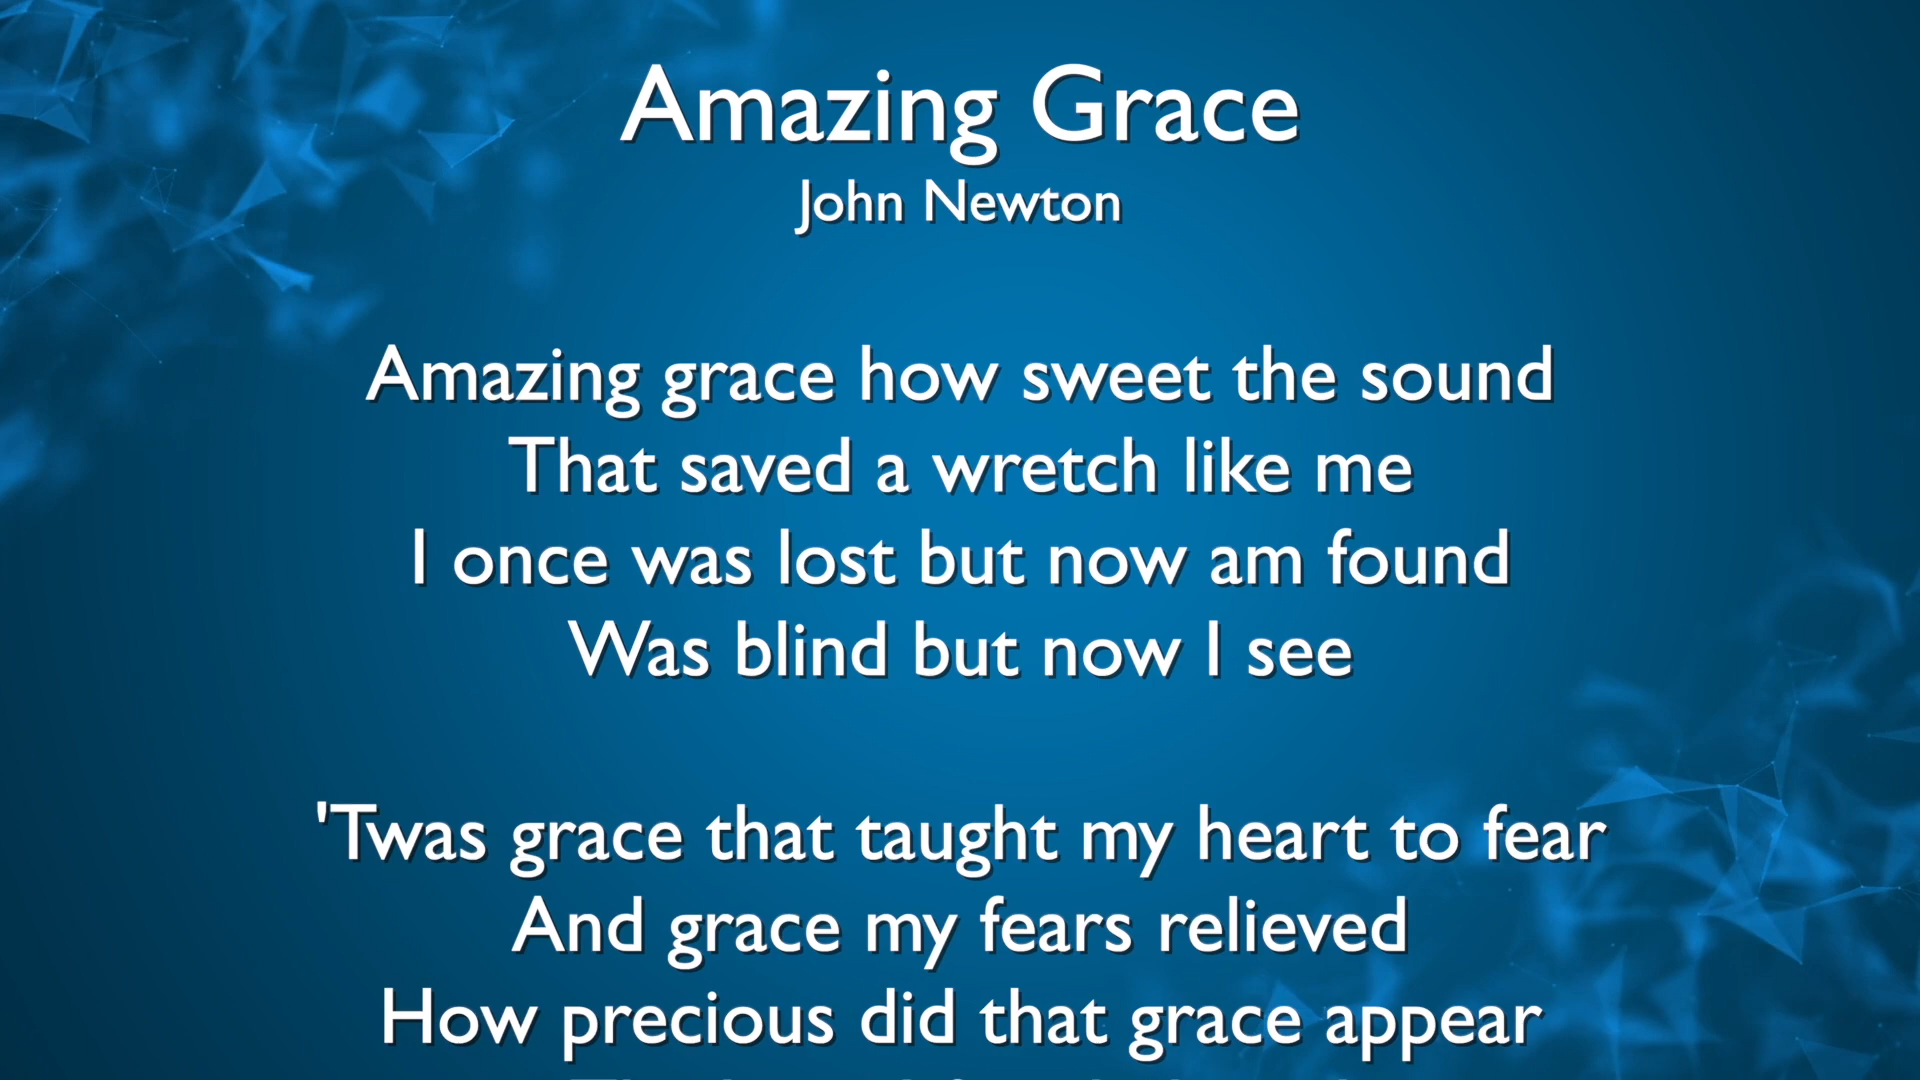 Amazing Grace
John Newton
Amazing grace how sweet the sound
That saved a wretch like me
I once was lost but now am found
Was blind but now I see
'Twas grace that taught my heart to fear
And grace my fears relieved
How precious did that grace appear